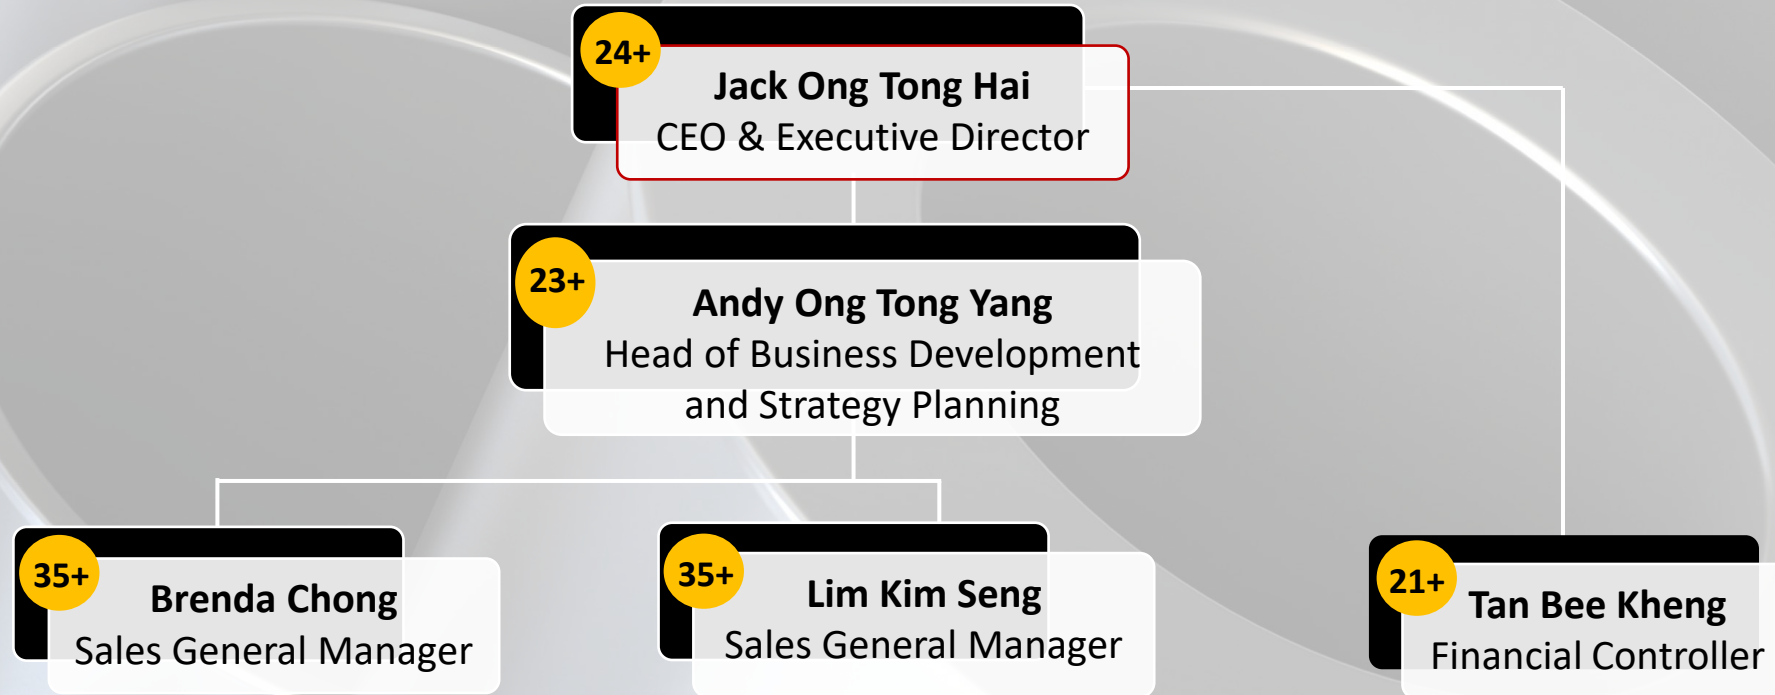 24+
Jack Ong Tong Hai
CEO & Executive Director
23+
Andy Ong Tong Yang
Head of Business Development
and Strategy Planning
35+
Brenda Chong
Sales General Manager
35+
Lim Kim Seng
Sales General Manager
21+
Tan Bee Kheng
Financial Controller